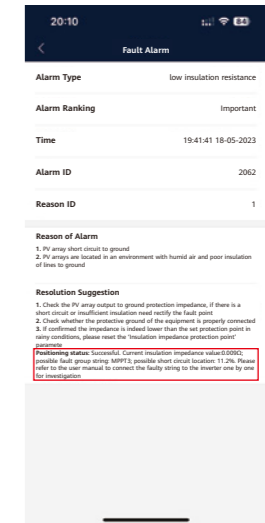 20:10
84
Fault Alarm
Alarm Type low insulation resistance
Alarm Ranking Important
Time 19:41:41 18-05-2023
Alarm ID 2062
Reason ID 1
Reason of Alarm
1. PV array short circuit to ground
2. PV arrays are located in an environment with humid air and poor insulation
of lines to ground
Resolution Suggestion
1. Check the PV array output to ground protection impedance, if there is a
short circuit or insufficient insulation need rectify the fault point
2. Check whether the protective ground of the equipment is properly connected
3. If confirmed the impedance is indeed lower than the set protection point in
rainy conditions, please reset the 'Insulation impedance protection point'
paramete
Positioning status: Successful. Current insulation impedance value:0.009Ω;
possible fault group string: MPPT3; possible short circuit location: 11.2%. Please
refer to the user manual to connect the faulty string to the inverter one by one
for investigation